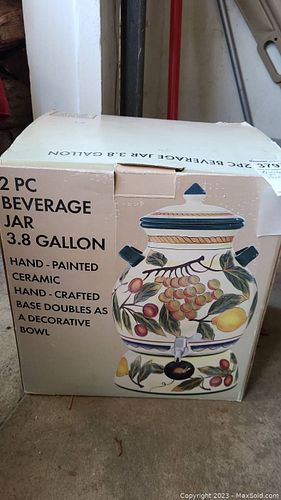 2PC BEVERAGE JAR 3.8 GALLON
2 PC
BEVERAGE
JAR
3.8 GALLON
HAND - PAINTED
CERAMIC
HAND - CRAFTED
BASE DOUBLES AS
A DECORATIVE
BOWL
Copyright © 2023 - MaxSold.com